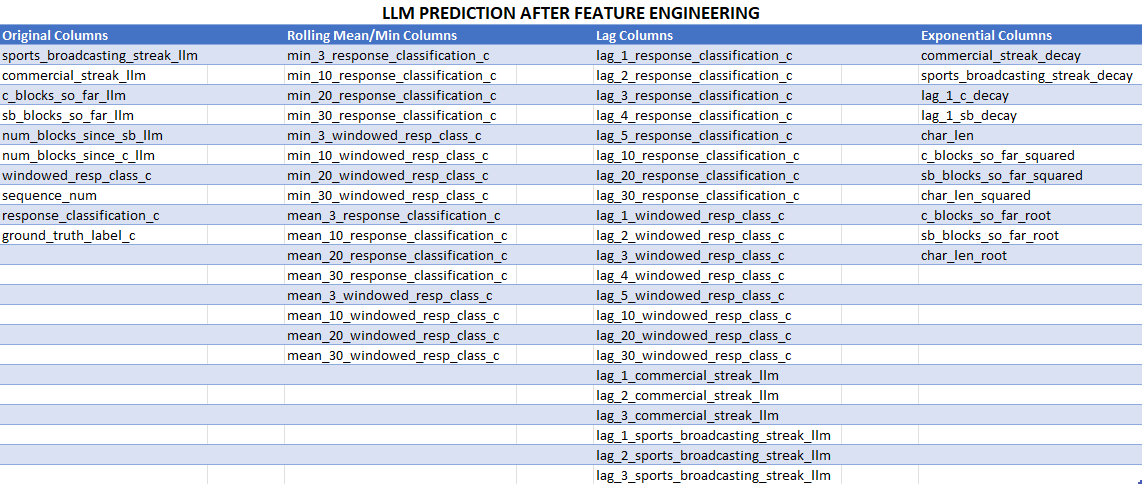 LLM PREDICTION AFTER FEATURE ENGINEERING
Original Columns Rolling Mean/Min Columns Lag Columns Exponential Columns
sports_broadcasting_streak_llm min_3_response_classification_c lag_1_response_classification_c commercial_streak_decay
commercial_streak_llm min_10_response_classification_c lag_2_response_classification_c sports_broadcasting_streak_decay
c_blocks_so_far_llm min_20_response_classification_c lag_3_response_classification_c lag_1_c_decay
sb_blocks_so_far_llm min_30_response_classification_c lag_4_response_classification_c lag_1_sb_decay
num_blocks_since_sb_llm min_3_windowed_resp_class_c lag_5_response_classification_c char_len
num_blocks_since_c_llm min_10_windowed_resp_class_c lag_10_response_classification_c c_blocks_so_far_squared
windowed_resp_class_c min_20_windowed_resp_class_c lag_20_response_classification_c sb_blocks_so_far_squared
sequence_num min_30_windowed_resp_class_c lag_30_response_classification_c char_len_squared
response_classification_c mean_3_response_classification_c lag_1_windowed_resp_class_c c_blocks_so_far_root
ground_truth_label_c mean_10_response_classification_c lag_2_windowed_resp_class_c sb_blocks_so_far_root
mean_20_response_classification_c lag_3_windowed_resp_class_c char_len_root
mean_30_response_classification_c lag_4_windowed_resp_class_c
mean_3_windowed_resp_class_c lag_5_windowed_resp_class_c
mean_10_windowed_resp_class_c lag_10_windowed_resp_class_c
mean_20_windowed_resp_class_c lag_20_windowed_resp_class_c
mean_30_windowed_resp_class_c lag_30_windowed_resp_class_c
lag_1_commercial_streak_llm
lag_2_commercial_streak_llm
lag_3_commercial_streak_llm
lag_1_sports_broadcasting_streak_llm
lag_2_sports_broadcasting_streak_llm
lag_3_sports_broadcasting_streak_llm